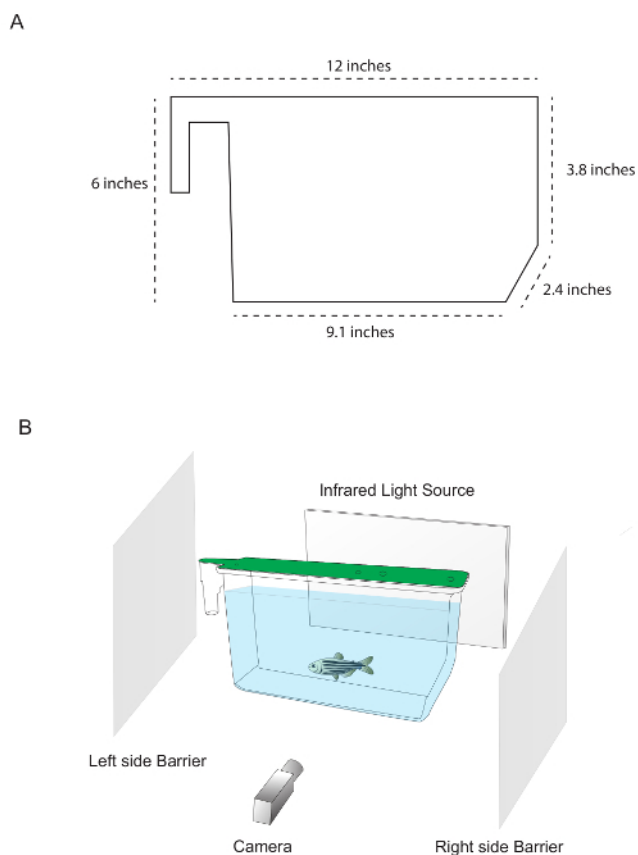 A
12 inches
6 inches
3.8 inches
2.4 inches
9.1 inches
B
Infrared Light Source
Left side Barrier
Camera
Right side Barrier